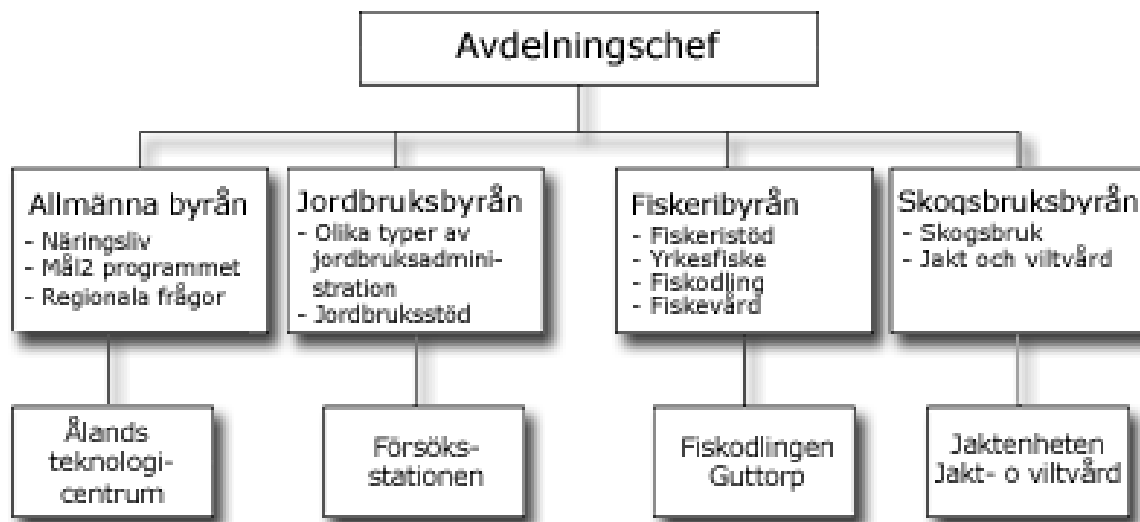 Avdelningschef
Allmänna byrån
- Näringsliv
- Mål2 programmet
- Regionala frågor
Jordbruksbyrån
- Olika typer av
jordbruksadmini-
stration
- Jordbruksstöd
Fiskeribyrån
- Fiskeristöd
- Yrkesfiske
- Fiskodling
- Fiskevård
Skogsbruksbyrån
- Skogsbruk
- Jakt och viltvård
Ålands
teknologi-
centrum
Försöks-
stationen
Fiskodlingen
Guttorp
Jaktenheten
Jakt- o viltvård